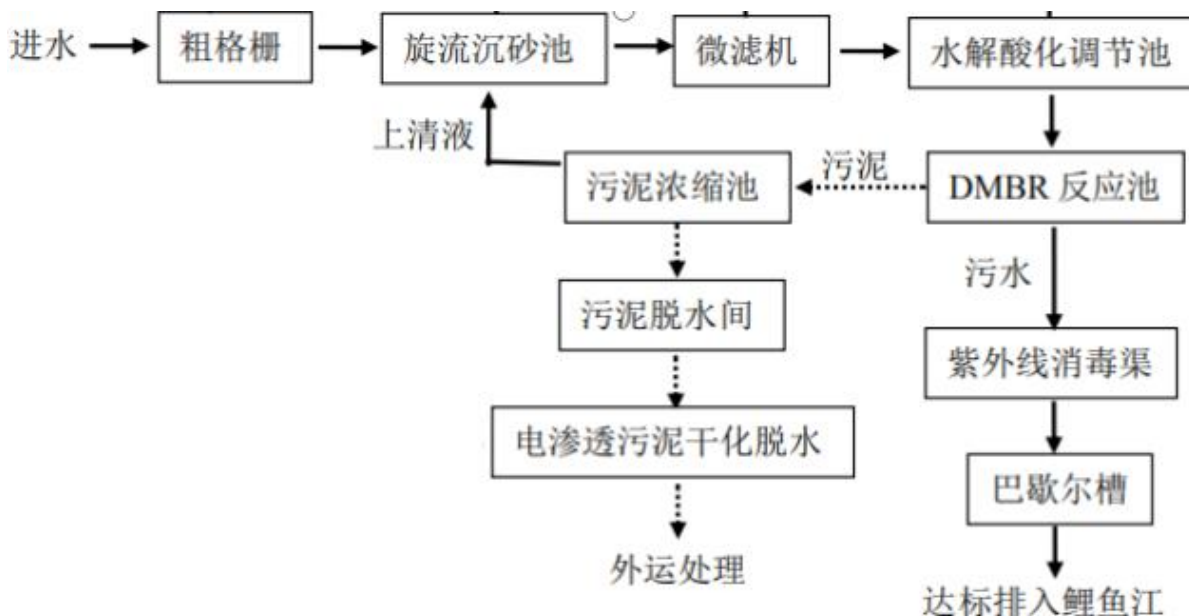 进水
粗格栅
旋流沉砂池
微滤机
水解酸化调节池
上清液
污泥浓缩池
污泥
DMBR 反应池
污水
污泥脱水间
紫外线消毒渠
电渗透污泥干化脱水
巴歇尔槽
外运处理
达标排入鲤鱼江